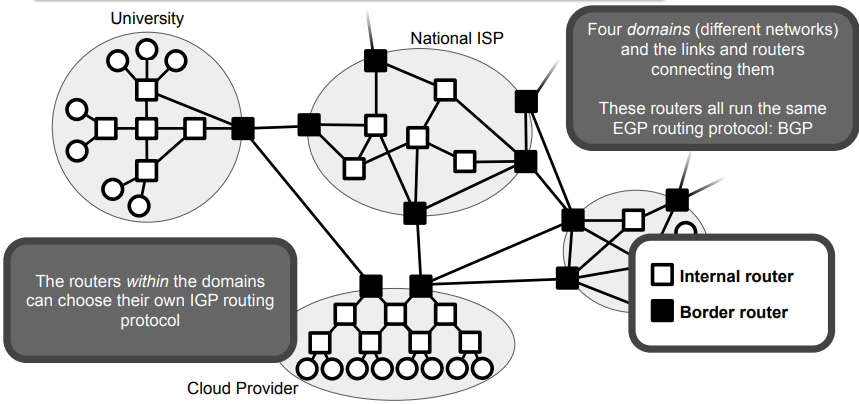 University
National ISP
Four domains (different networks)
and the links and routers
connecting them
These routers all run the same
EGP routing protocol: BGP
The routers within the domains
can choose their own IGP routing
protocol
Internal router
Border router
Cloud Provider